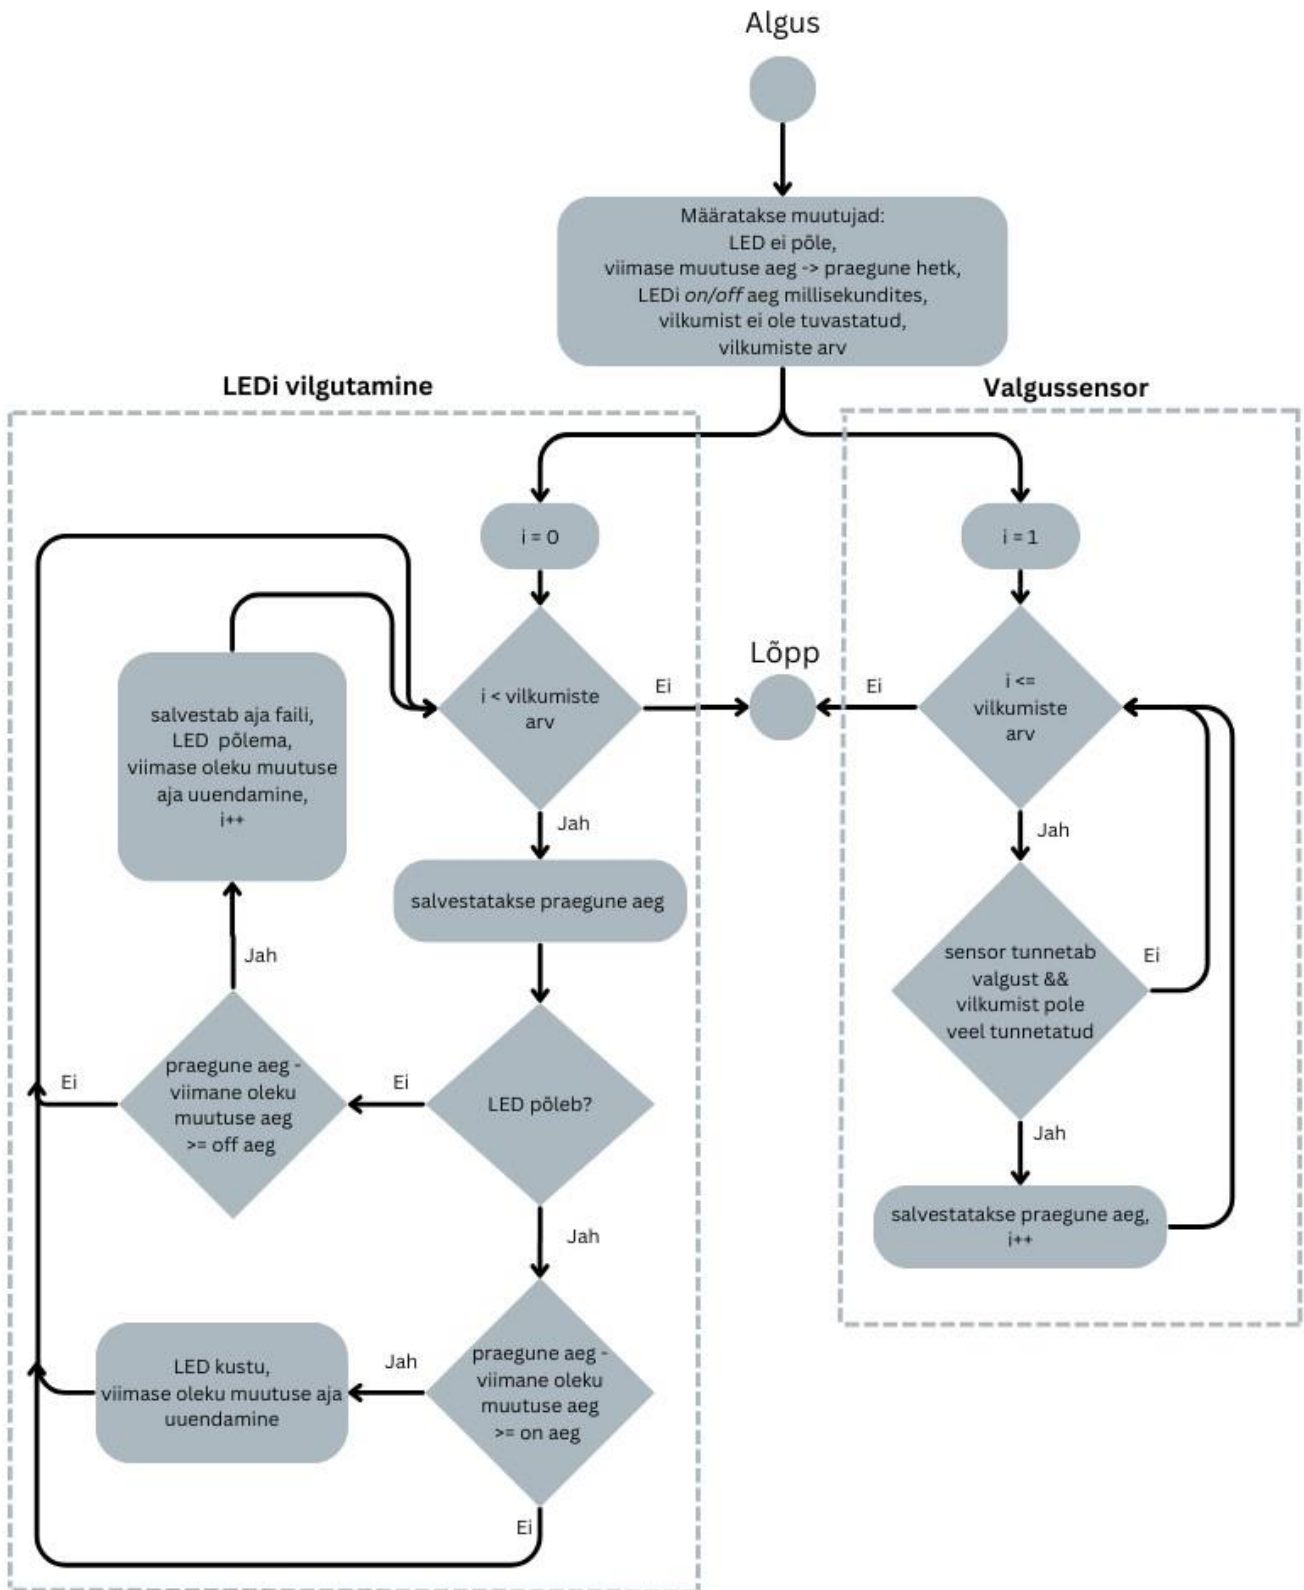 Algus
Määratakse muutujad:
LED ei põle,
viimase muutuse aeg -> praegune hetk,
LEDi on/off aeg millisekundites,
vilkumist ei ole tuvastatud,
vilkumiste arv
LEDi vilgutamine
i = 0
i < vilkumiste
arv
Ei
Jah
salvestatakse praegune aeg
LED põleb?
Ei
praegune aeg -
viimane oleku
muutuse aeg
>= off aeg
Ei
Jah
salvestab aja faili,
LED põlema,
viimase oleku muutuse
aja uuendamine,
i++
Jah
praegune aeg -
viimane oleku
muutuse aeg
>= on aeg
Jah
LED kustu,
viimase oleku muutuse aja
uuendamine
Ei
Lõpp
Valgussensor
i = 1
i <=
vilkumiste
arv
Ei
Jah
sensor tunnetab
valgust &&
vilkumist pole
veel tunnetatud
Ei
Jah
salvestatakse praegune aeg,
i++